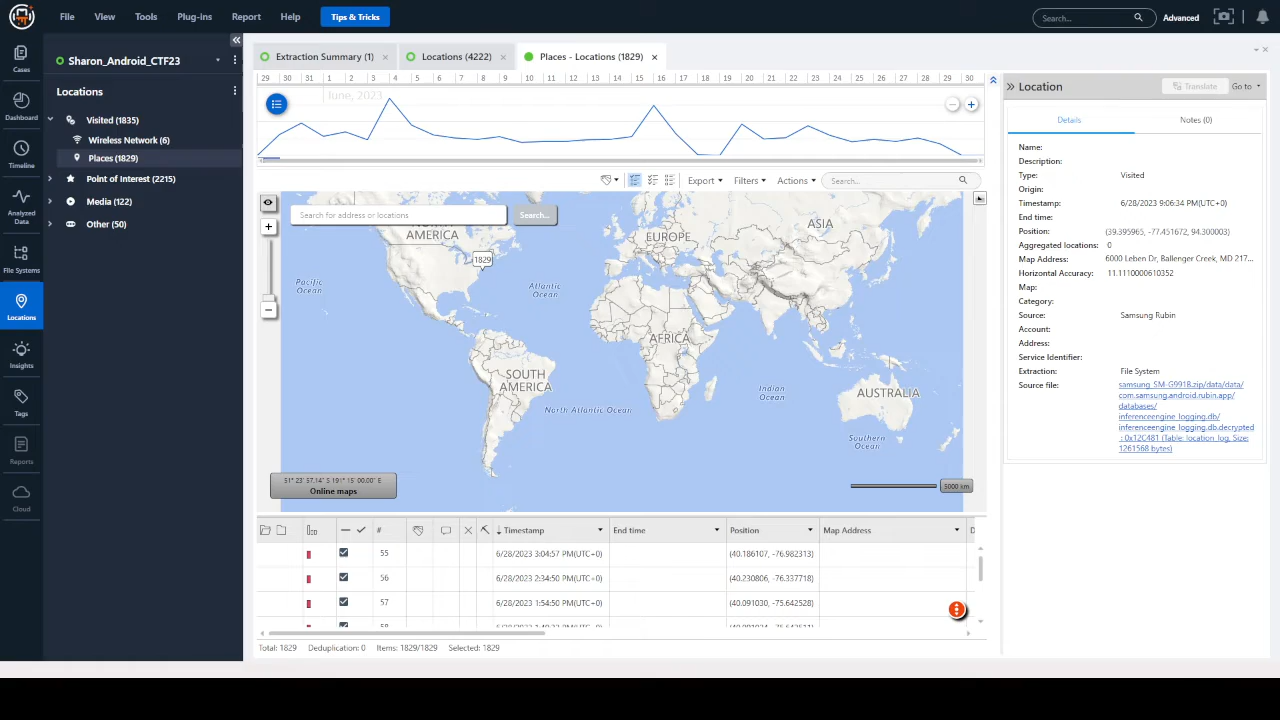 File View Tools Plug-ins Report Help Tips & Tricks Search... Advanced
Cases
Dashboard
Timeline
Analyzed
Data
File Systems
Locations
Insights
Tags
Reports
Cloud
Sharon_Android_CTF23
Locations
Visited (1835)
Wireless Network (6)
Places (1829)
Point of Interest (2215)
Media (122)
Other (50)
Extraction Summary (1) Locations (4222) Places - Locations (1829)
29 30 31 1 2 3 4 5 6 7 8 9 10 11 12 13 14 15 16 17 18 19 20 21 22 23 24 25 26 27 28 29 30
June, 2023
Export Filters Actions Search...
Search for address or locations Search...
AMERICA
EUROPE
ASIA
1829
Pacific
Ocean
Atlantic
Ocean
AFRICA
SOUTH
AMERICA
Indian
Ocean
AUSTRALIA
North Atlantic Ocean
Southern
Ocean
51° 23' 57.14" S 191° 15' 00.00" E
Online maps
5000 km
# Timestamp End time Position Map Address
55 6/28/2023 3:04:57 PM(UTC+0) (40.186107, -76.982313)
56 6/28/2023 2:34:50 PM(UTC+0) (40.230806, -76.337718)
57 6/28/2023 1:54:50 PM(UTC+0) (40.091030, -75.642528)
Total: 1829 Deduplication: 0 Items: 1829/1829 Selected: 1829
Location Translate Go to
Details Notes (0)
Name:
Description:
Type: Visited
Origin:
Timestamp: 6/28/2023 9:06:34 PM(UTC+0)
End time:
Position: (39.395965, -77.451672, 94.300003)
Aggregated locations: 0
Map Address: 6000 Leben Dr, Ballenger Creek, MD 217...
Horizontal Accuracy: 11.1110000610352
Map:
Category:
Source: Samsung Rubin
Account:
Address:
Service Identifier:
Extraction: File System
Source file: samsung_SM-G991B.zip/data/data/
com.samsung.android.rubin.app/
databases/
inferenceengine_logging.db/
inferenceengine_logging.db.decrypted
: 0x12C481 (Table: location_log, Size:
1261568 bytes)